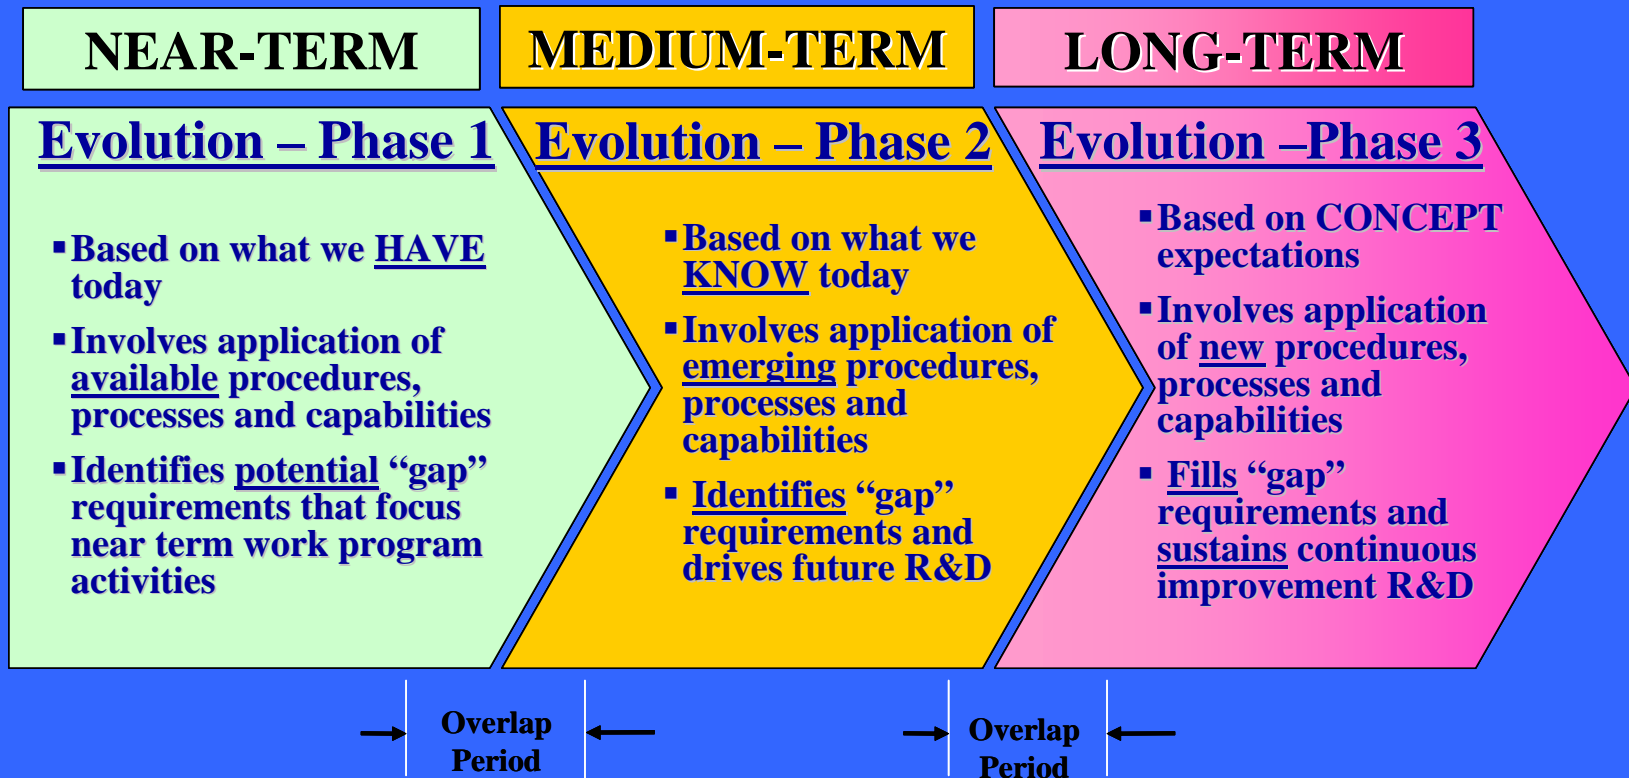 NEAR-TERM
MEDIUM-TERM
LONG-TERM
Evolution – Phase 1
▪Based on what we HAVE
today
▪Involves application of
available procedures,
processes and capabilities
▪Identifies potential “gap”
requirements that focus
near term work program
activities
Evolution – Phase 2
▪Based on what we
KNOW today
▪Involves application of
emerging procedures,
processes and
capabilities
▪ Identifies “gap”
requirements and
drives future R&D
Evolution –Phase 3
▪Based on CONCEPT
expectations
▪Involves application
of new procedures,
processes and
capabilities
▪ Fills “gap”
requirements and
sustains continuous
improvement R&D
Overlap
Period
Overlap
Period